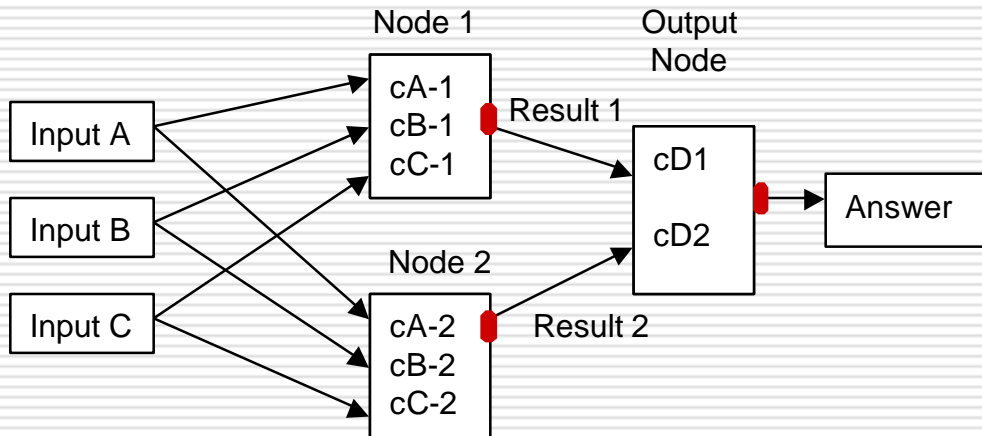 Node 1
Output
Node
Input A
Input B
Input C
cA-1
cB-1
cC-1
Result 1
cD1
cD2
Answer
Node 2
cA-2
cB-2
cC-2
Result 2